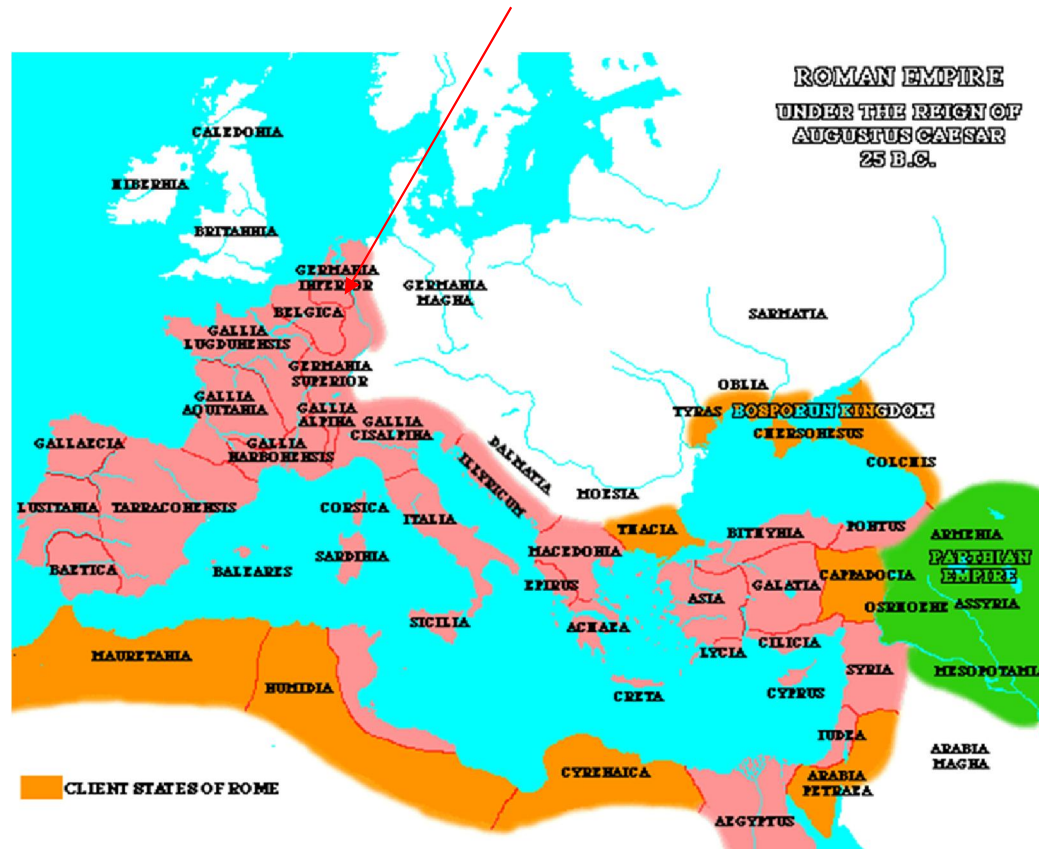 ROMAN EMPIRE
UNDER THE REIGN OF
AUGUSTUS CAESAR
25 B.C.
CALEDONIA
HIBERNIA
BRITANNIA
GERMANIA
INFERIOR
GERMANIA
MAGNA
BELGICA
SARMATIA
GALLIA
LUGDUNENSIS
GERMANIA
SUPERIOR
OBLIA
GALLIA
AQUITANIA
GALLIA
ALPINA
GALLIA
CISALPINA
TYRAS
BOSPORUN KINGDOM
CHERSONESUS
GALLAECIA
GALLIA
NARBONENSIS
DALMATIA
ILLYRICUM
COLCHIS
MOESIA
LUSITANIA
TARRACONENSIS
CORSICA
ITALIA
THACIA
BITHYNIA
PONTUS
ARMENIA
MACEDONIA
PARTHIAN
EMPIRE
BAETICA
BALEARES
SARDINIA
EPIRUS
GALATIA
CAPPADOCIA
ASIA
OSRHOENE
ASSYRIA
SICILIA
ACHAEA
LYCIA
CILICIA
MAURETANIA
NUMIDIA
CRETA
CYPRUS
SYRIA
MESOPOTAMIA
IUDEA
ARABIA
MAGNA
CYRENAICA
ARABIA
PETRAEA
CLIENT STATES OF ROME
AEGYPTUS